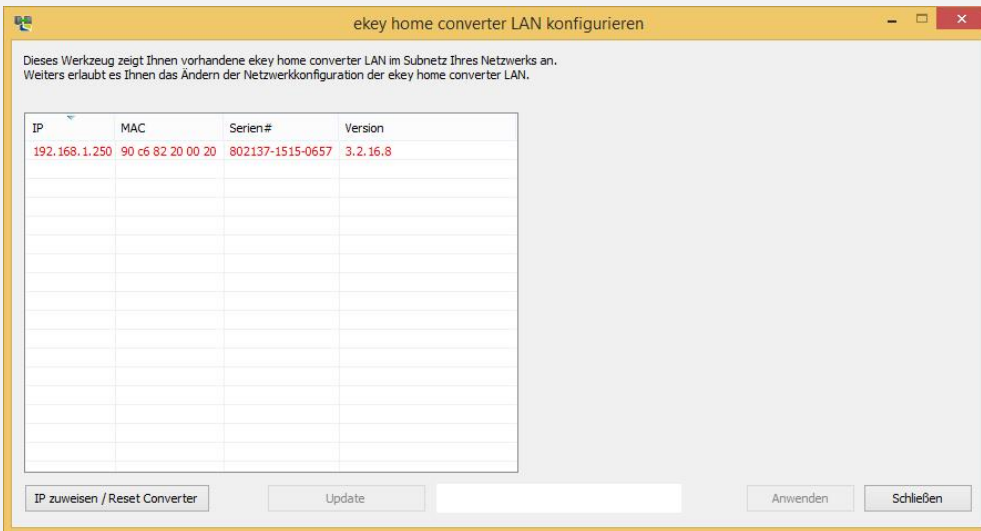 ekey home converter LAN konfigurieren
Dieses Werkzeug zeigt Ihnen vorhandene ekey home converter LAN im Subnetz Ihres Netzwerks an.
Weiters erlaubt es Ihnen das Ändern der Netzwerkkonfiguration der ekey home converter LAN.
IP MAC Serien# Version
192.168.1.250 90 c6 82 20 00 20 802137-1515-0657 3.2.16.8
IP zuweisen / Reset Converter Update Anwenden Schließen